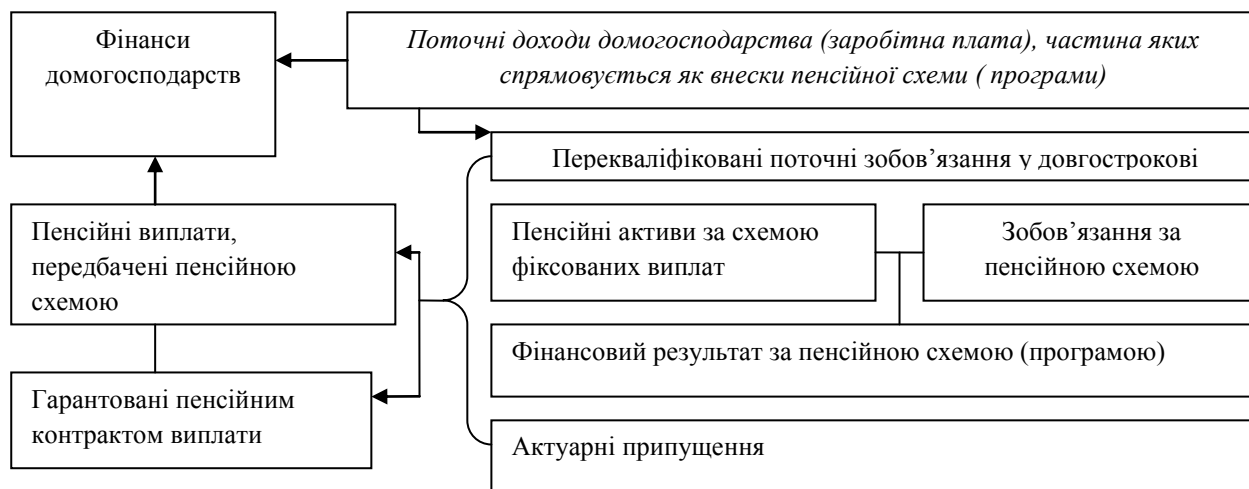 Фінанси
домогосподарств
Поточні доходи домогосподарства (заробітна плата), частина яких
спрямовується як внески пенсійної схеми ( програми)
Перекваліфіковані поточні зобов’язання у довгострокові
Пенсійні виплати,
передбачені пенсійною
схемою
Пенсійні активи за схемою
фіксованих виплат
Зобов’язання за
пенсійною схемою
Фінансовий результат за пенсійною схемою (програмою)
Гарантовані пенсійним
контрактом виплати
Актуарні припущення